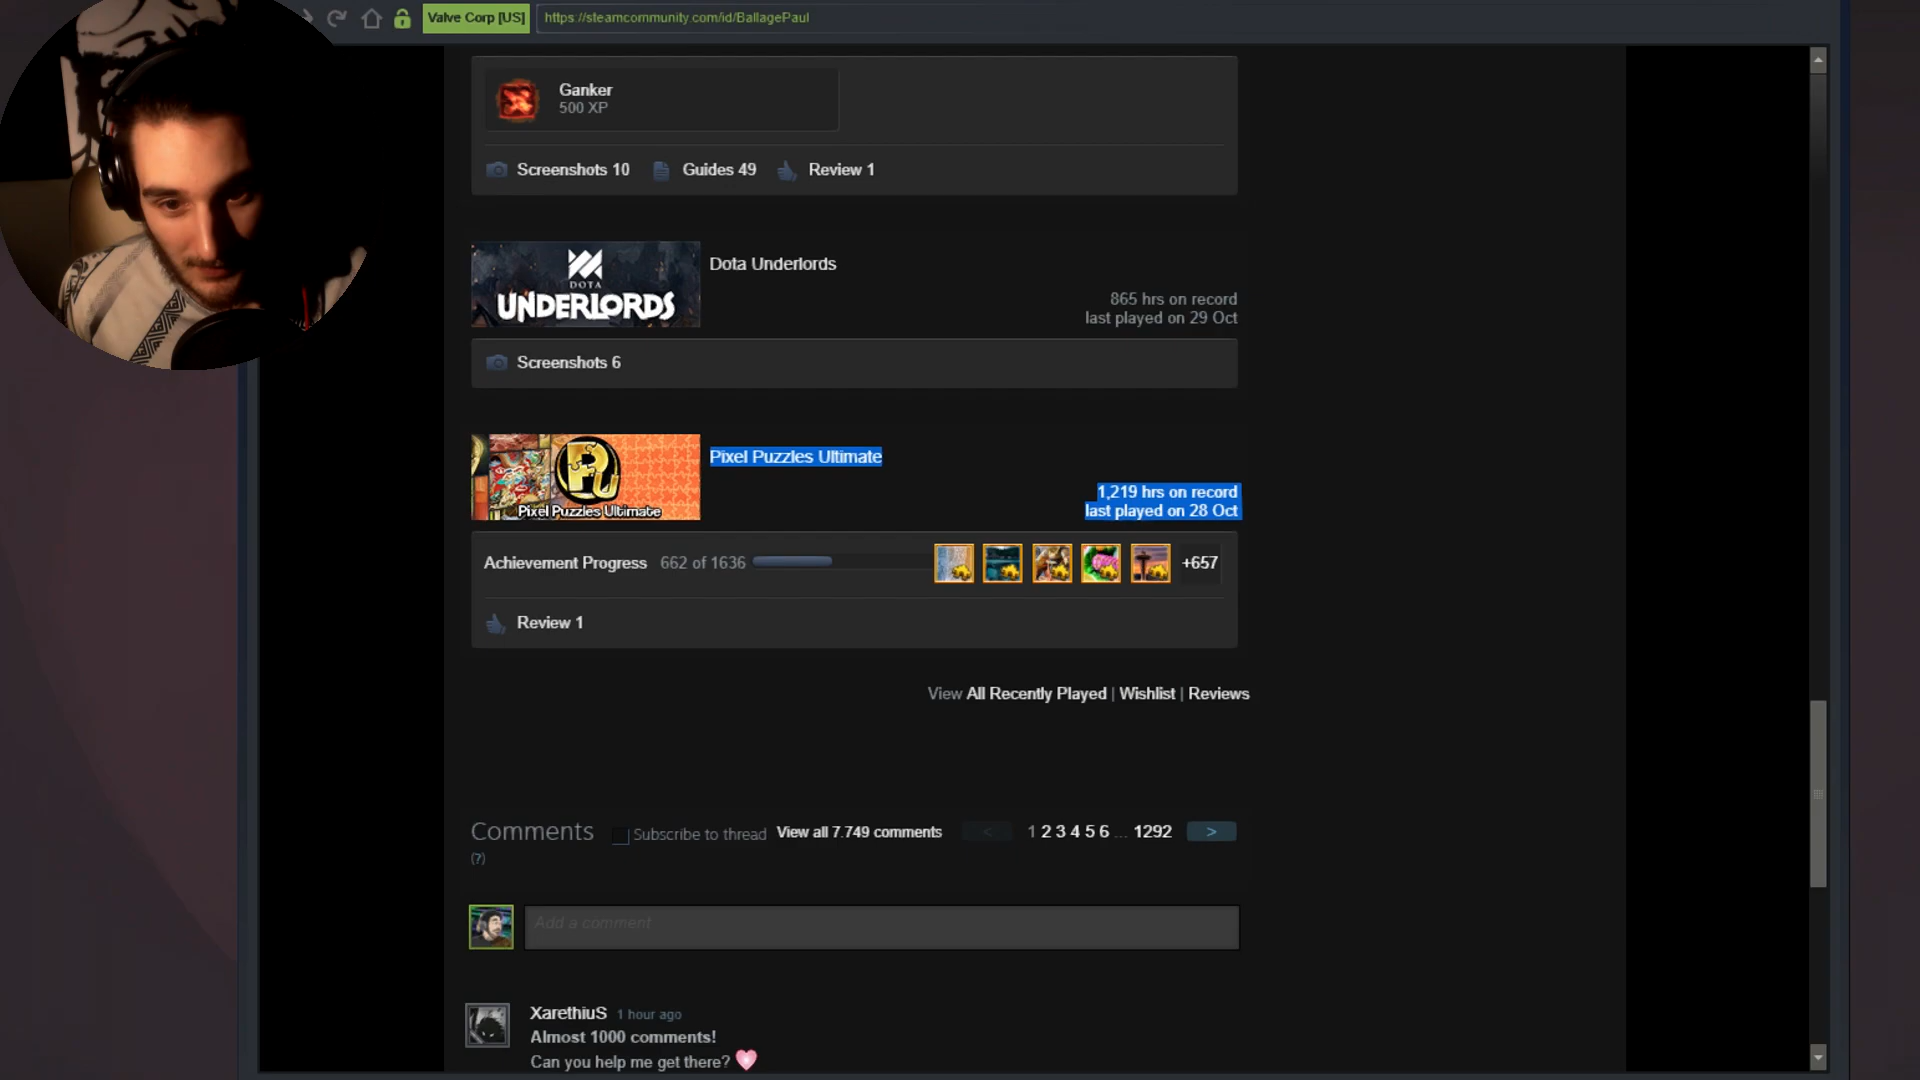 Valve Corp [US]
https://steamcommunity.com/id/BallagePaul
Ganker
500 XP
Screenshots 10
Guides 49
Review 1
DOTA
UNDERLORDS
Dota Underlords
865 hrs on record
last played on 29 Oct
Screenshots 6
PU
Pixel Puzzles Ultimate
Pixel Puzzles Ultimate
1,219 hrs on record
last played on 28 Oct
Achievement Progress 662 of 1636
+657
Review 1
View All Recently Played | Wishlist | Reviews
Comments
Subscribe to thread
View all 7.749 comments
< 1 2 3 4 5 6 ... 1292 >
(?)
Add a comment
XarethiuS 1 hour ago
Almost 1000 comments!
Can you help me get there?